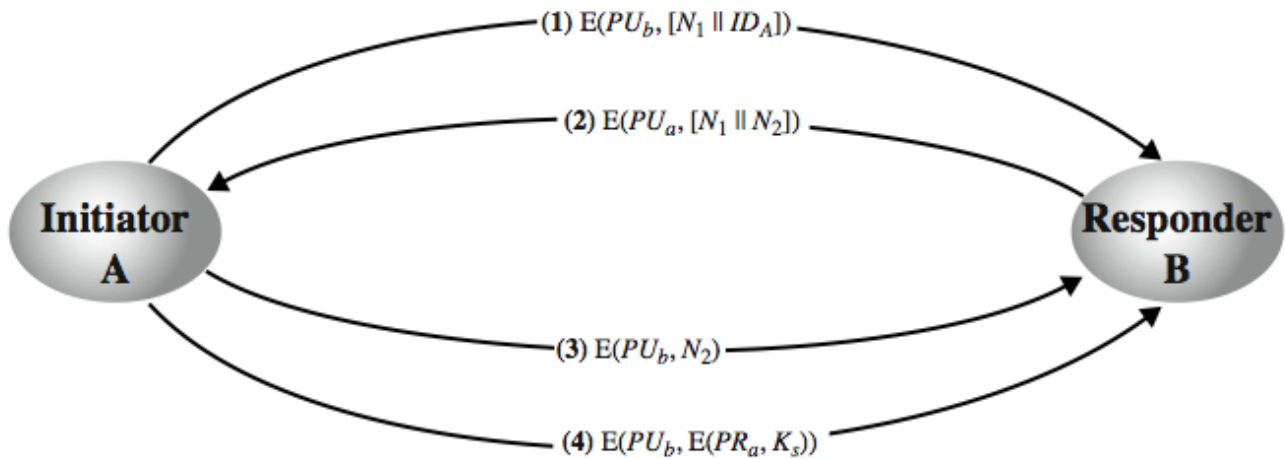 (1) E(PU_b, [N_1 || ID_A])
(2) E(PU_a, [N_1 || N_2])
Initiator
A
Responder
B
(3) E(PU_b, N_2)
(4) E(PU_b, E(PR_a, K_s))